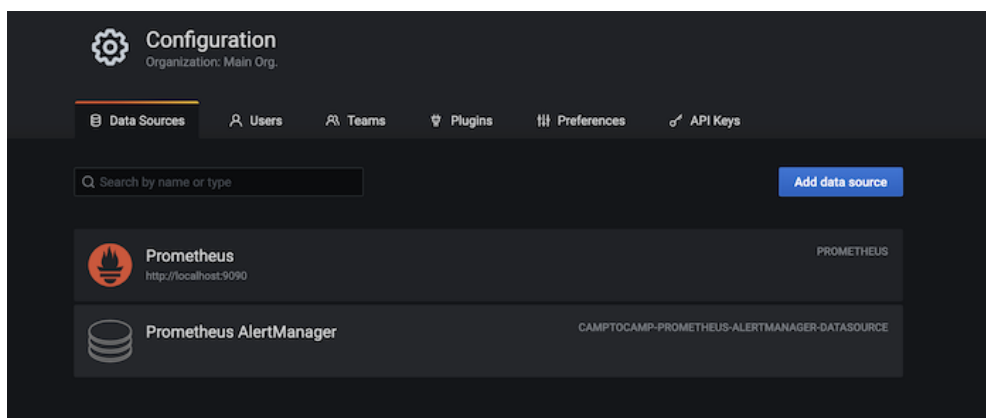 Configuration
Organization: Main Org.
Data Sources
Users
Teams
Plugins
Preferences
API Keys
Search by name or type
Add data source
Prometheus
PROMETHEUS
http://localhost:9090
Prometheus AlertManager
CAMPTOCAMP-PROMETHEUS-ALERTMANAGER-DATASOURCE